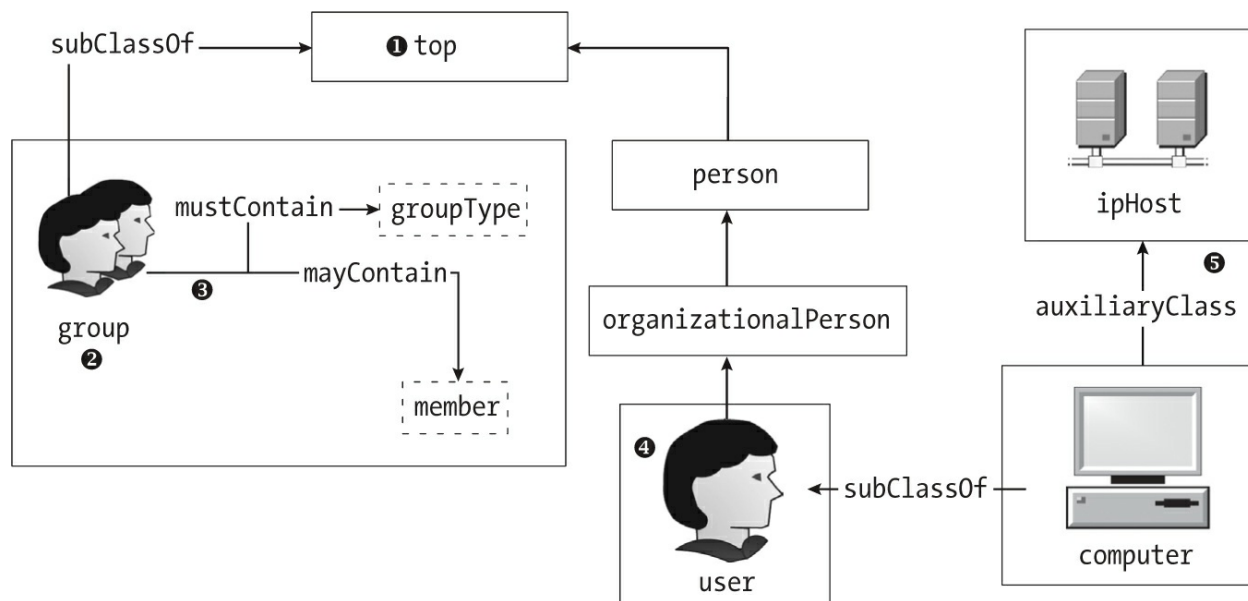 subClassOf
❶ top
mustContain
groupType
❸
mayContain
group
❷
member
person
organizationalPerson
❹
user
subClassOf
ipHost
❺
auxiliaryClass
computer